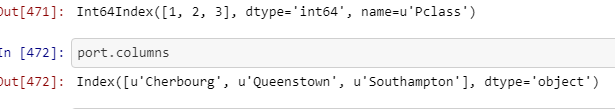 Out[471]: Int64Index([1, 2, 3], dtype='int64', name=u'Pclass')
In [472]: port.columns
Out[472]: Index([u'Cherbourg', u'Queenstown', u'Southampton'], dtype='object')